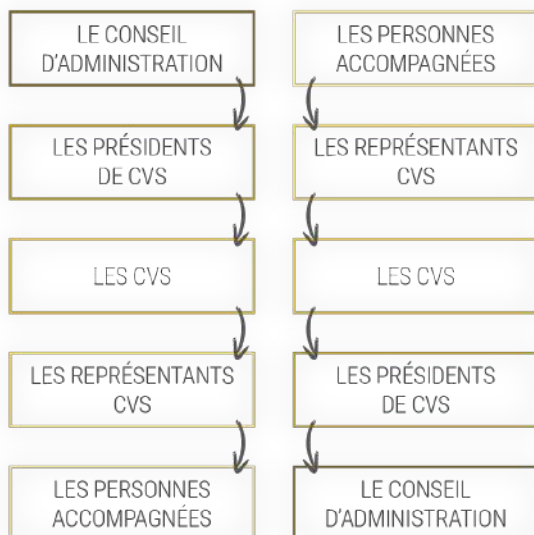 LE CONSEIL
D'ADMINISTRATION
LES PRÉSIDENTS
DE CVS
LES CVS
LES REPRÉSENTANTS
CVS
LES PERSONNES
ACCOMPAGNÉES
LES PERSONNES
ACCOMPAGNÉES
LES REPRÉSENTANTS
CVS
LES CVS
LES PRÉSIDENTS
DE CVS
LE CONSEIL
D'ADMINISTRATION